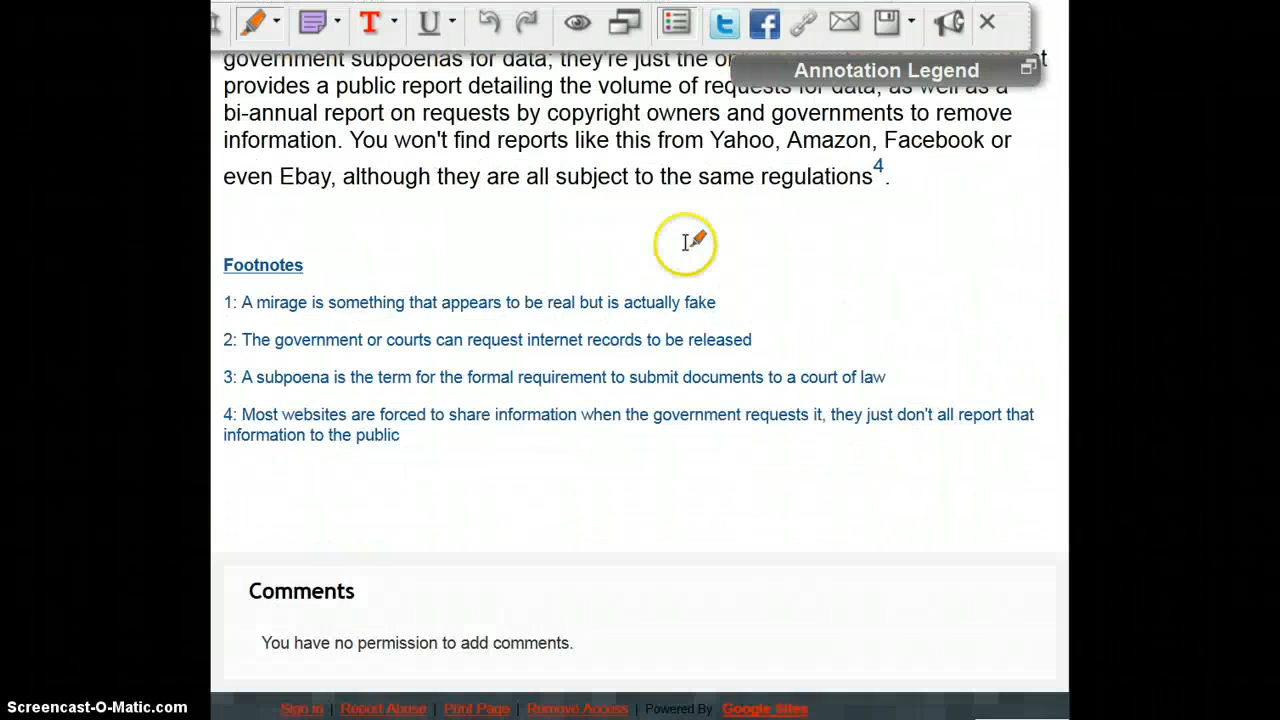 T U
Annotation Legend
government subpoenas for data; they're just the
provides a public report detailing the volume of requests for data, as well as a
bi-annual report on requests by copyright owners and governments to remove
information. You won't find reports like this from Yahoo, Amazon, Facebook or
even Ebay, although they are all subject to the same regulations4.
Footnotes
1: A mirage is something that appears to be real but is actually fake
2: The government or courts can request internet records to be released
3: A subpoena is the term for the formal requirement to submit documents to a court of law
4: Most websites are forced to share information when the government requests it, they just don't all report that
information to the public
Comments
You have no permission to add comments.
Sign in | Report Abuse | Print Page | Remove Access | Powered By Google Sites
Screencast-O-Matic.com